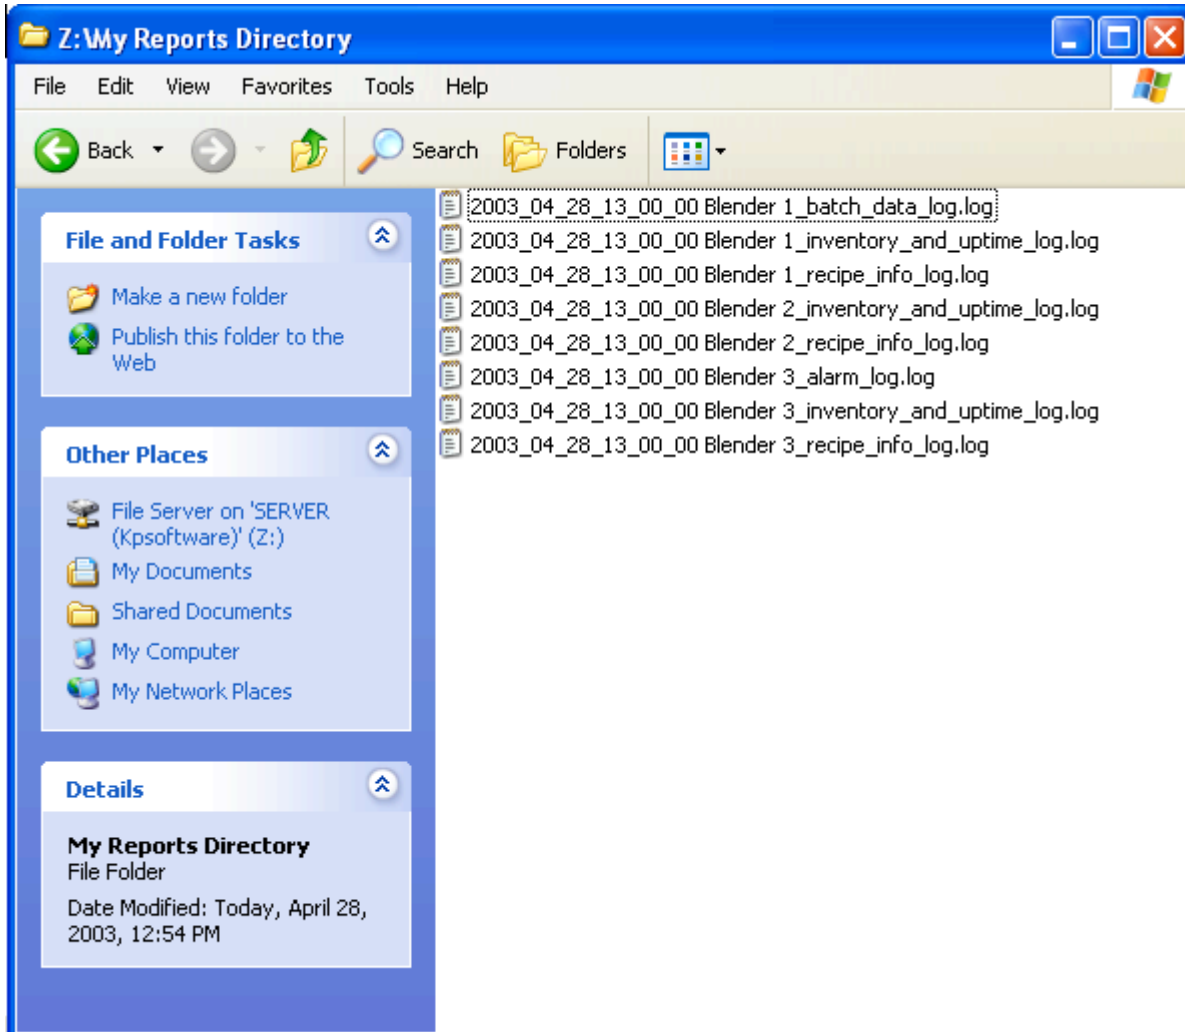 Z:\My Reports Directory
File Edit View Favorites Tools Help
Back Search Folders
File and Folder Tasks
Make a new folder
Publish this folder to the
Web
Other Places
File Server on 'SERVER
(Kpsoftware)' (Z:)
My Documents
Shared Documents
My Computer
My Network Places
Details
My Reports Directory
File Folder
Date Modified: Today, April 28,
2003, 12:54 PM
2003_04_28_13_00_00 Blender 1_batch_data_log.log
2003_04_28_13_00_00 Blender 1_inventory_and_uptime_log.log
2003_04_28_13_00_00 Blender 1_recipe_info_log.log
2003_04_28_13_00_00 Blender 2_inventory_and_uptime_log.log
2003_04_28_13_00_00 Blender 2_recipe_info_log.log
2003_04_28_13_00_00 Blender 3_alarm_log.log
2003_04_28_13_00_00 Blender 3_inventory_and_uptime_log.log
2003_04_28_13_00_00 Blender 3_recipe_info_log.log